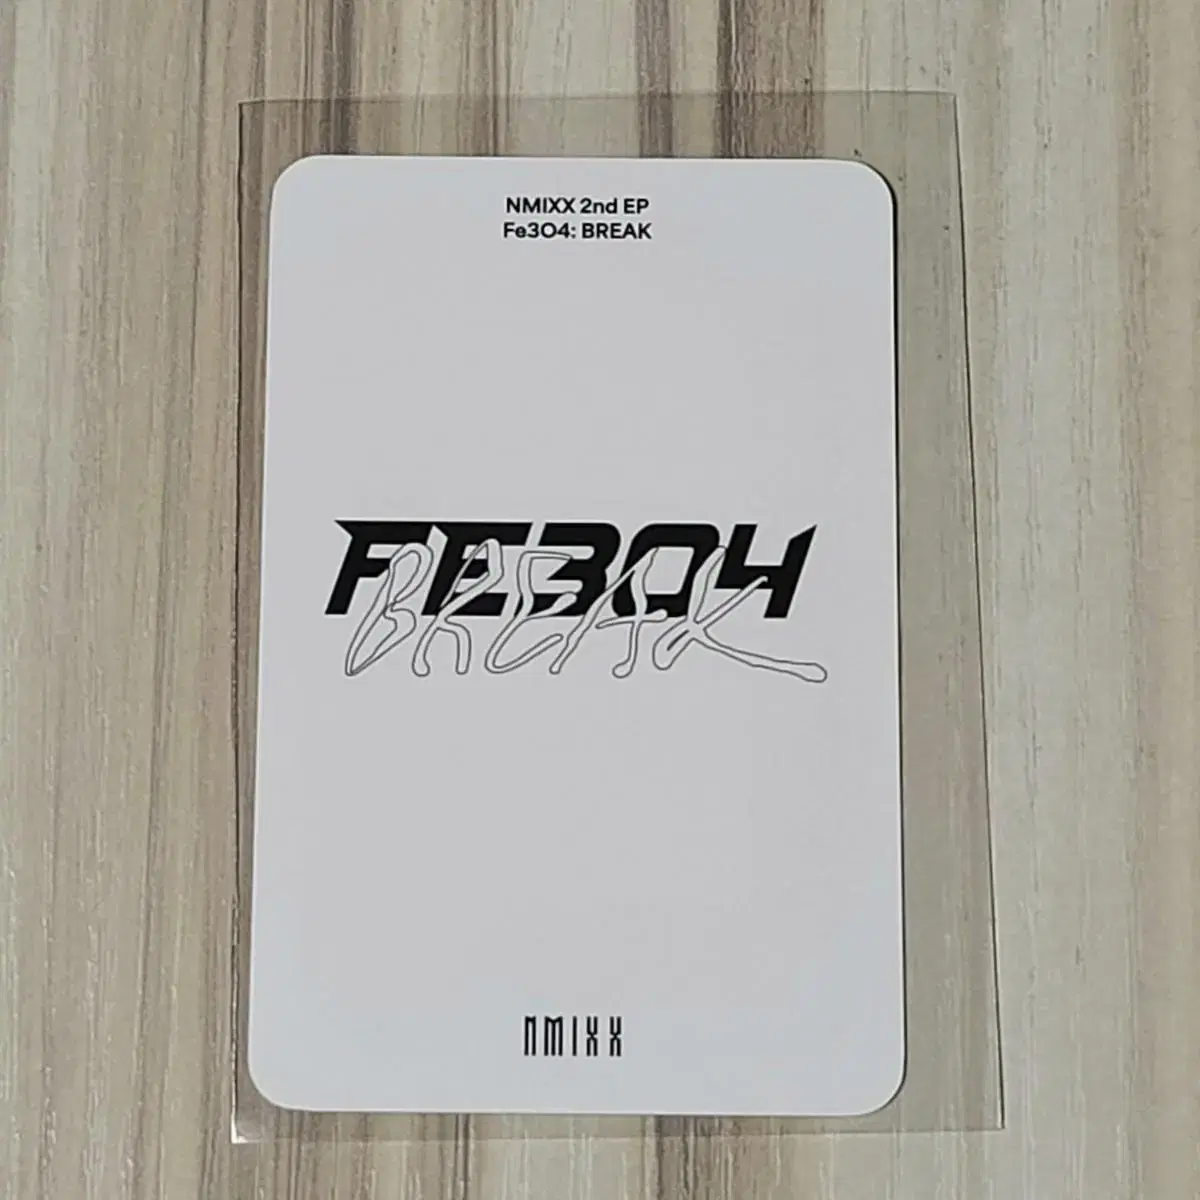 NMIXX 2nd EP
Fe3O4: BREAK
FE3O4
BREAK
NMIXX